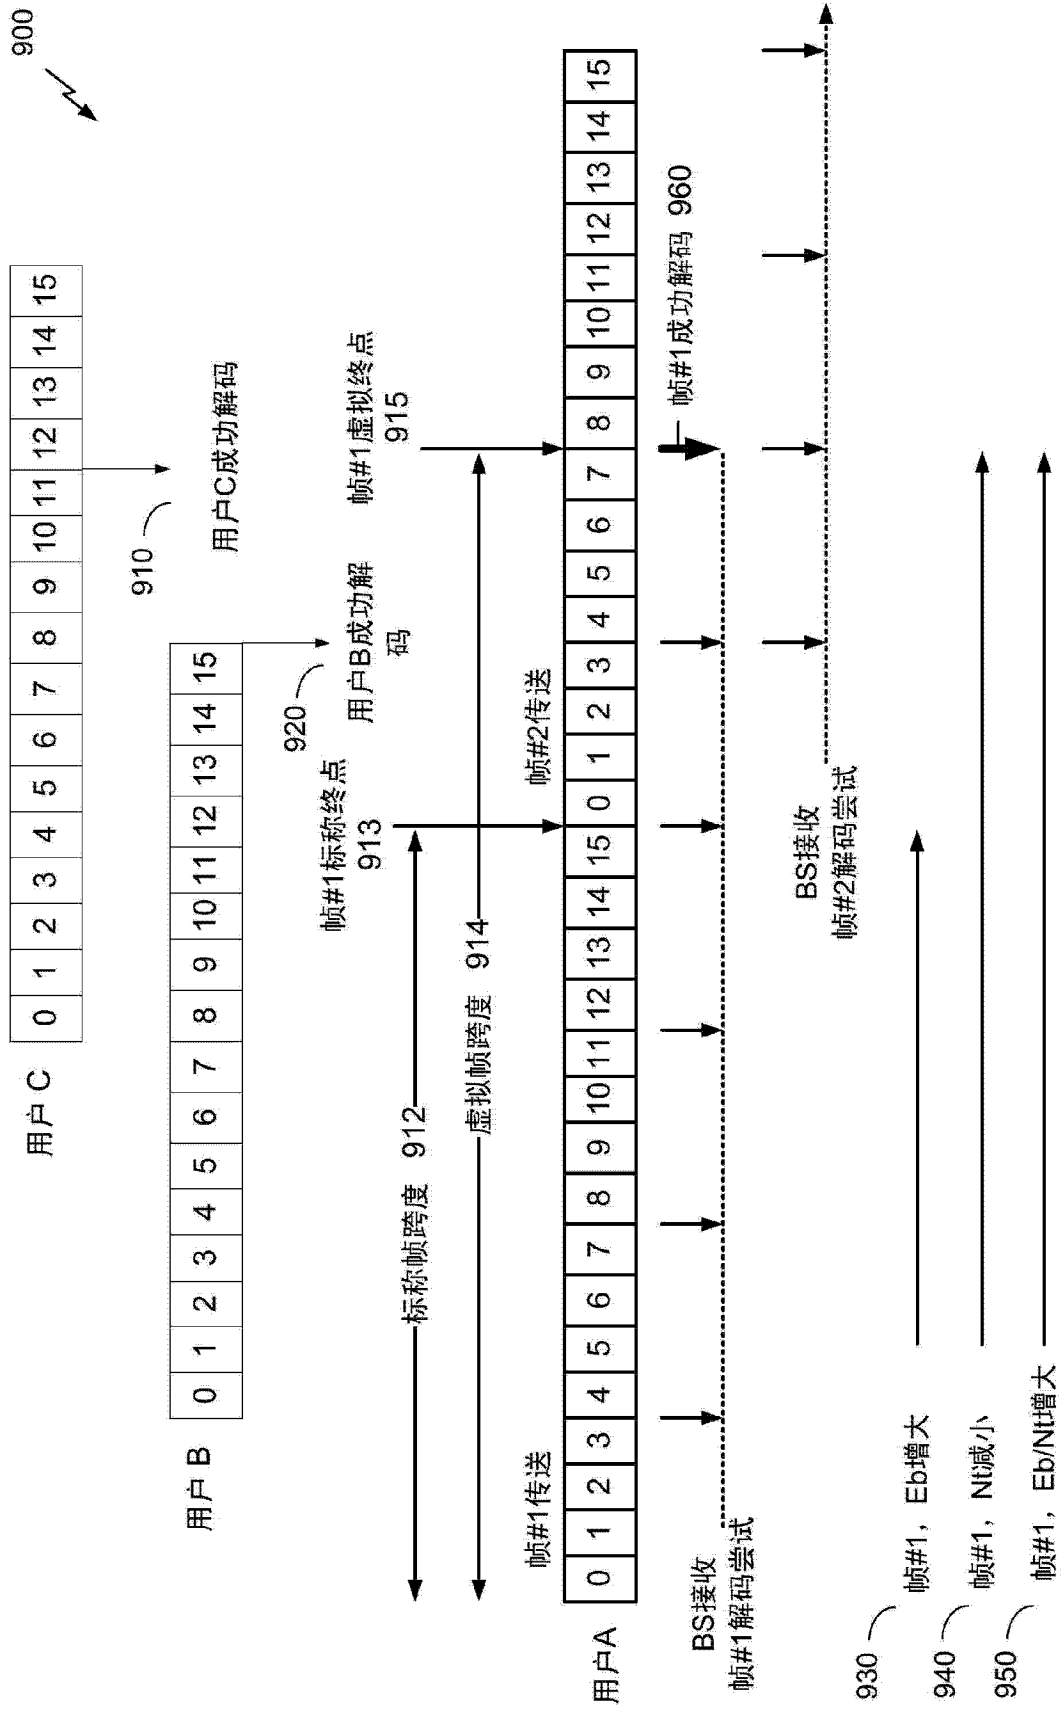 900
用户 C
0 1 2 3 4 5 6 7 8 9 10 11 12 13 14 15
910
用户C成功解码
用户 B
0 1 2 3 4 5 6 7 8 9 10 11 12 13 14 15
920
用户B成功解
码
帧#1标称终点
913
帧#1虚拟终点
915
标称帧跨度 912
虚拟帧跨度 914
帧#1传送
帧#2传送
用户A
0 1 2 3 4 5 6 7 8 9 10 11 12 13 14 15 0 1 2 3 4 5 6 7 8 9 10 11 12 13 14 15
帧#1成功解码 960
BS接收
帧#1解码尝试
BS接收
帧#2解码尝试
930
帧#1，Eb增大
940
帧#1，Nt减小
950
帧#1，Eb/Nt增大